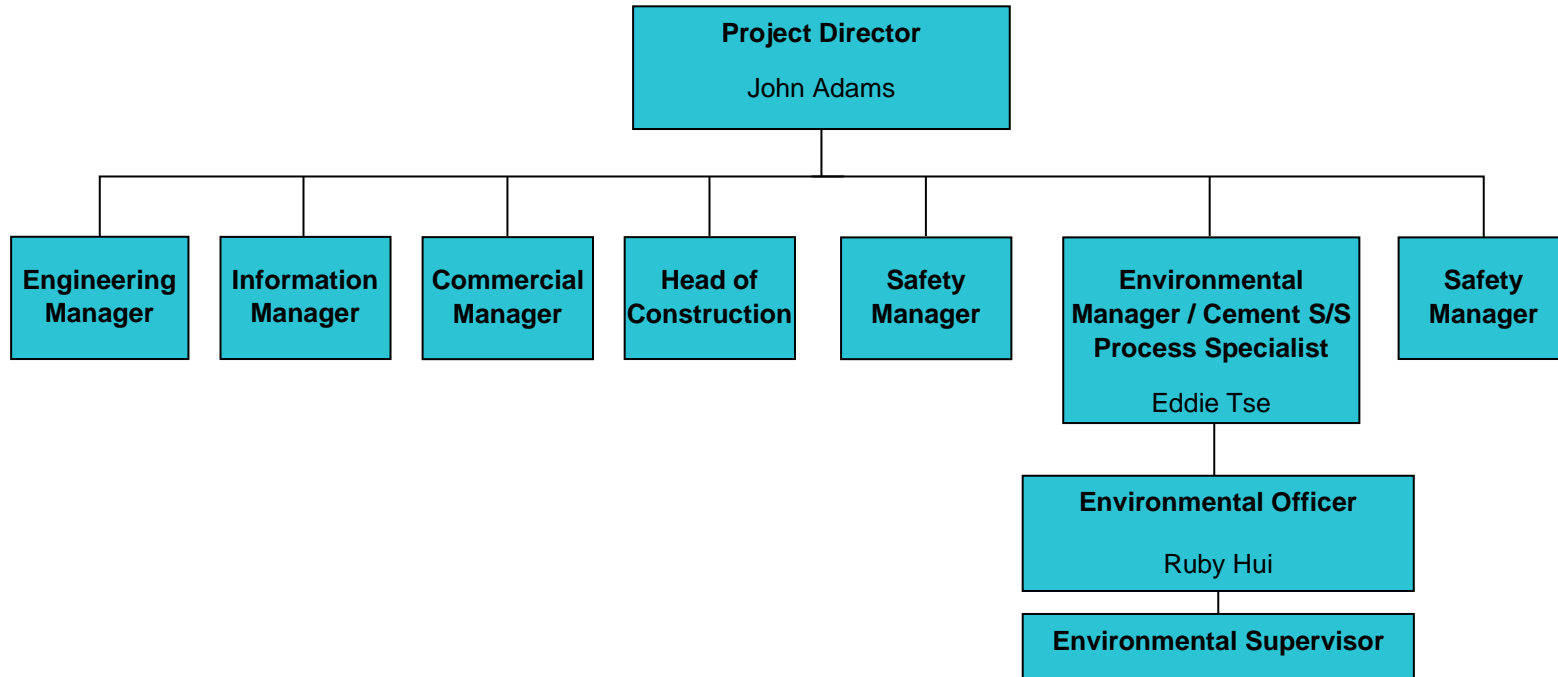 Project Director
John Adams
Engineering
Manager
Information
Manager
Commercial
Manager
Head of
Construction
Safety
Manager
Environmental
Manager / Cement S/S
Process Specialist
Eddie Tse
Safety
Manager
Environmental Officer
Ruby Hui
Environmental Supervisor